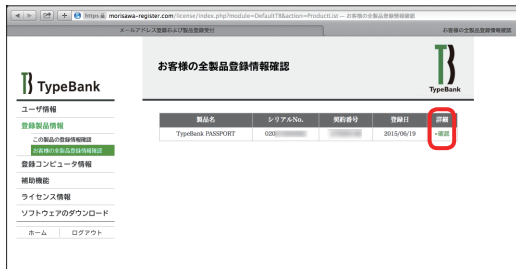 https morisawa-register.com/license/index.php?module=DefaultTB&action=ProductList — お客様の全製品登録情報確認
メールアドレス登録および製品登録受付
お客様の全製品登録情報確認
TypeBank
お客様の全製品登録情報確認
TypeBank
ユーザ情報
登録製品情報
この製品の登録情報確認
お客様の全製品登録情報確認
登録コンピュータ情報
補助機能
ライセンス情報
ソフトウェアのダウンロード
ホーム ログアウト
製品名 シリアルNo. 契約番号 登録日 詳細
TypeBank PASSPORT 020 2015/06/19 ・確認